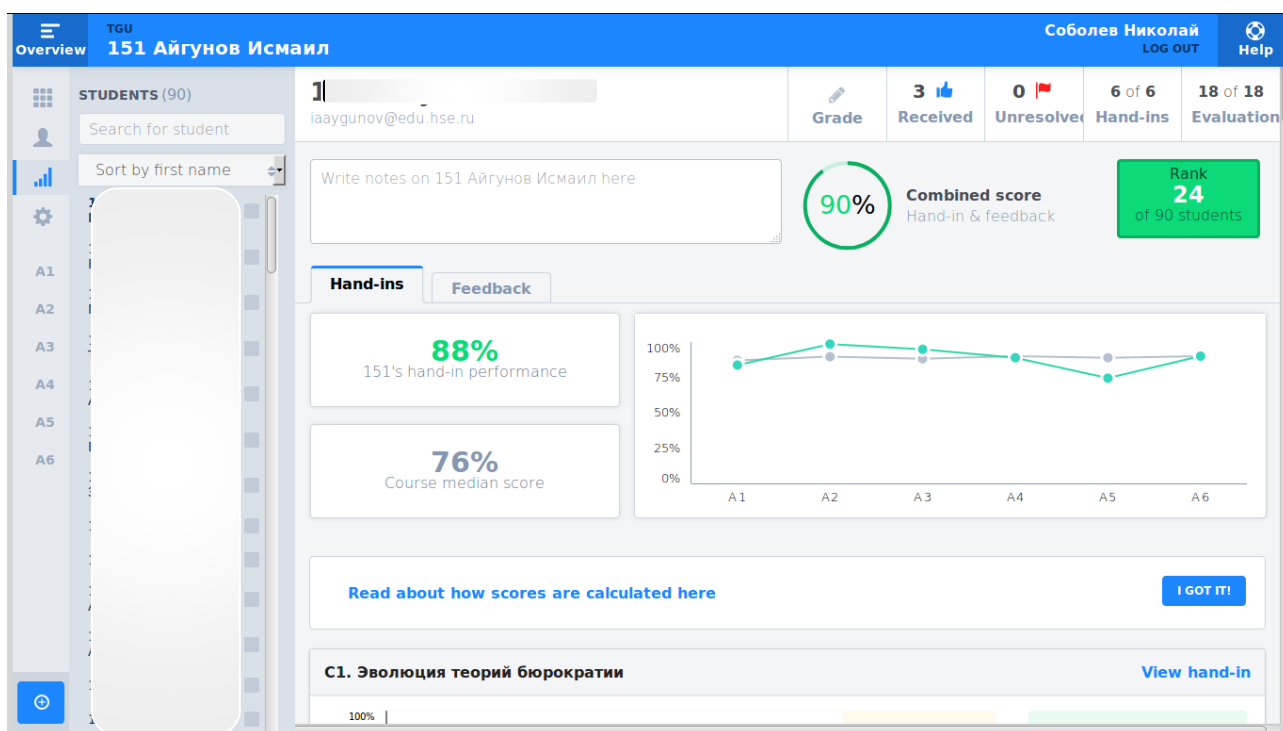 Overview
TGU
151 Айгунов Исмаил
Соболев Николай
LOG OUT
Help
STUDENTS (90)
Search for student
Sort by first name
A1
A2
A3
A4
A5
A6
iaaygunov@edu.hse.ru
Grade
3
Received
0
Unresolved
6 of 6
Hand-ins
18 of 18
Evaluation
Write notes on 151 Айгунов Исмаил here
90%
Combined score
Hand-in & feedback
Rank
24
of 90 students
Hand-ins
Feedback
88%
151's hand-in performance
76%
Course median score
100%
75%
50%
25%
0%
A1 A2 A3 A4 A5 A6
Read about how scores are calculated here
I GOT IT!
C1. Эволюция теорий бюрократии
View hand-in
100%